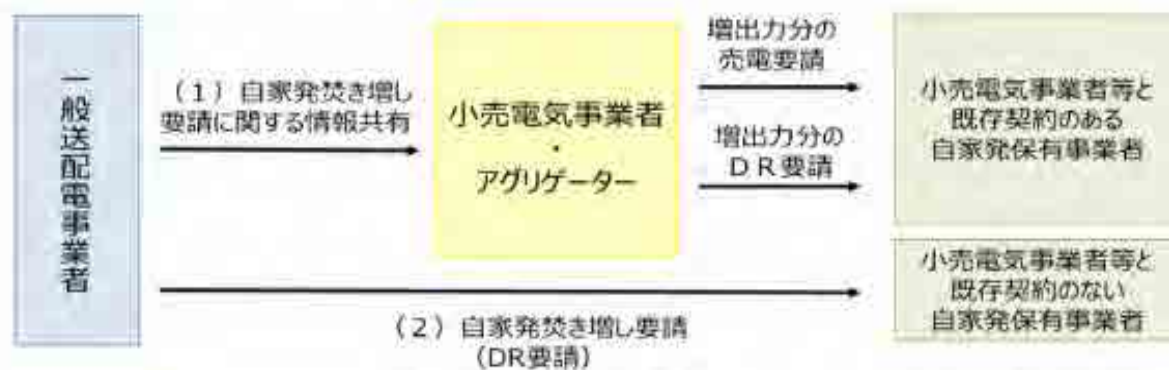 一般送配電事業者
(1)自家発焚き増し
要請に関する情報共有
小売電気事業者
・
アグリゲーター
増出力分の
売電要請
増出力分の
DR要請
小売電気事業者等と
既存契約のある
自家発保有事業者
(2)自家発焚き増し要請
(DR要請)
小売電気事業者等と
既存契約のない
自家発保有事業者